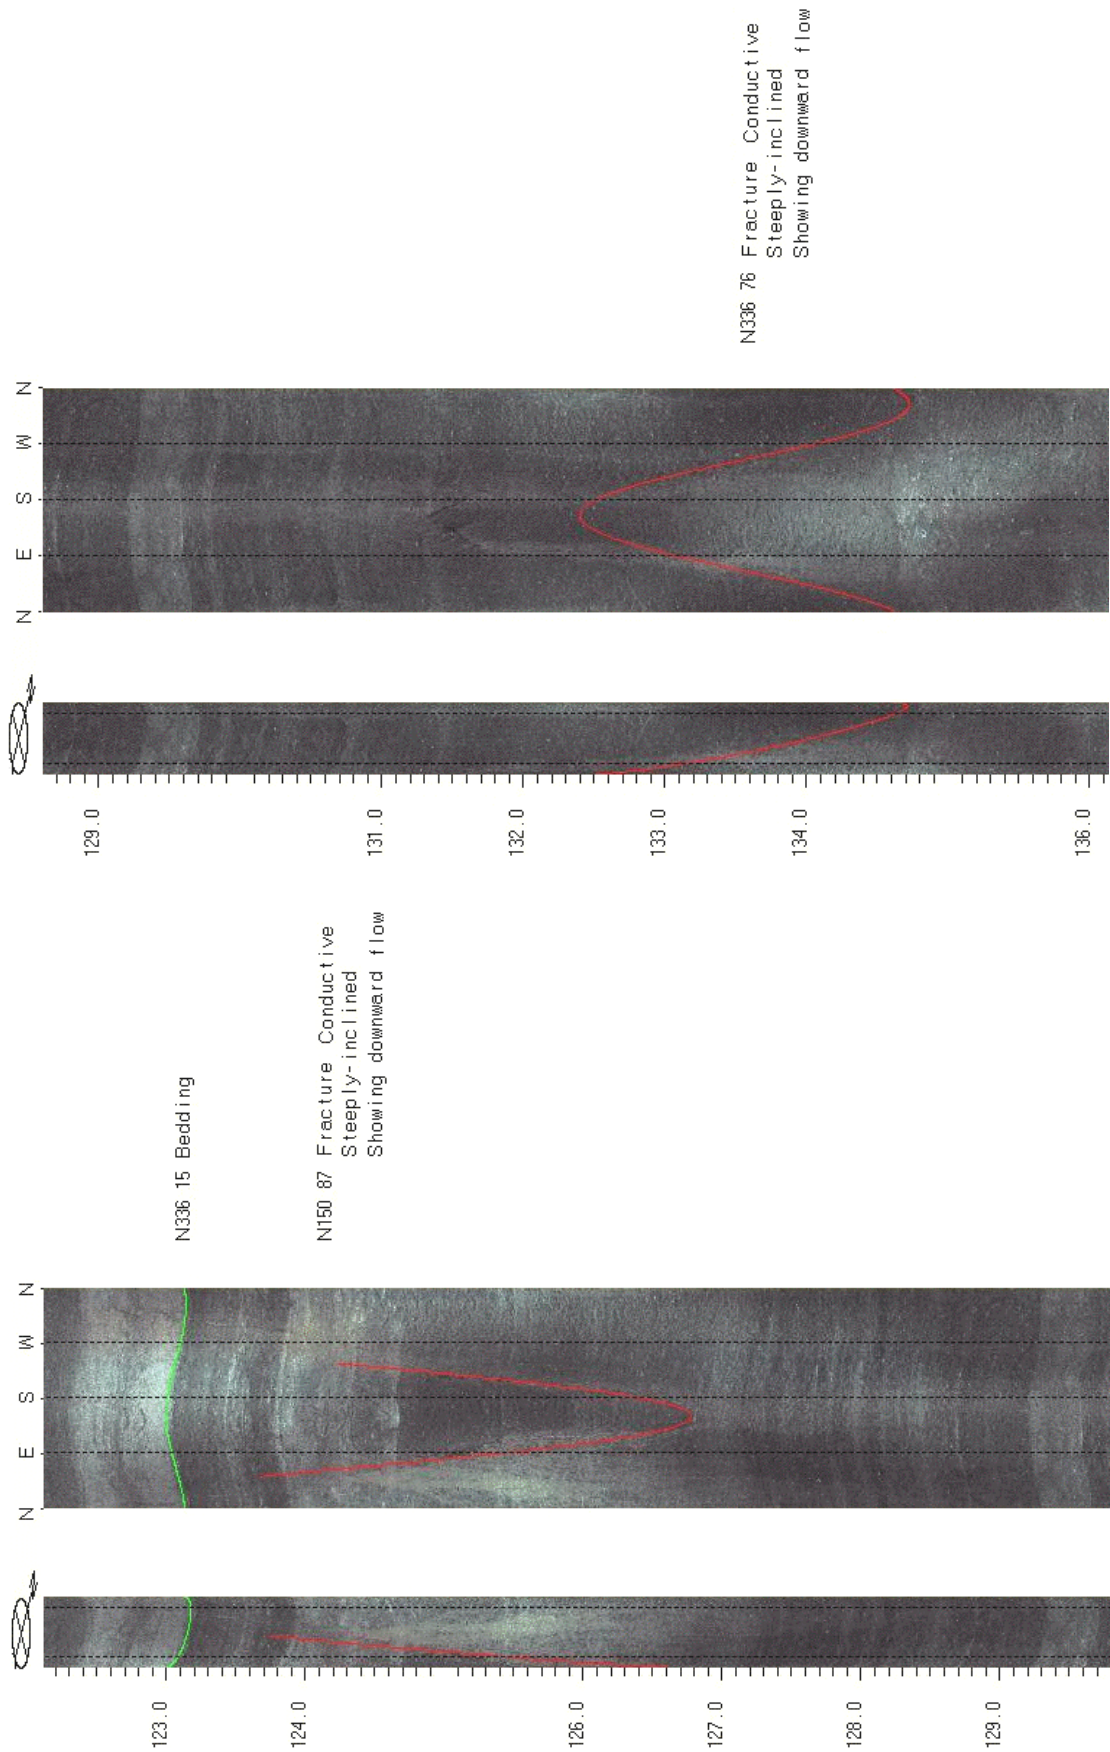 N W S E N
129.0
131.0
132.0
133.0
134.0
136.0
N336 76 Fracture Conductive
Steeply-inclined
Showing downward flow
N W S E N
123.0
124.0
126.0
127.0
128.0
129.0
N336 15 Bedding
N150 87 Fracture Conductive
Steeply-inclined
Showing downward flow